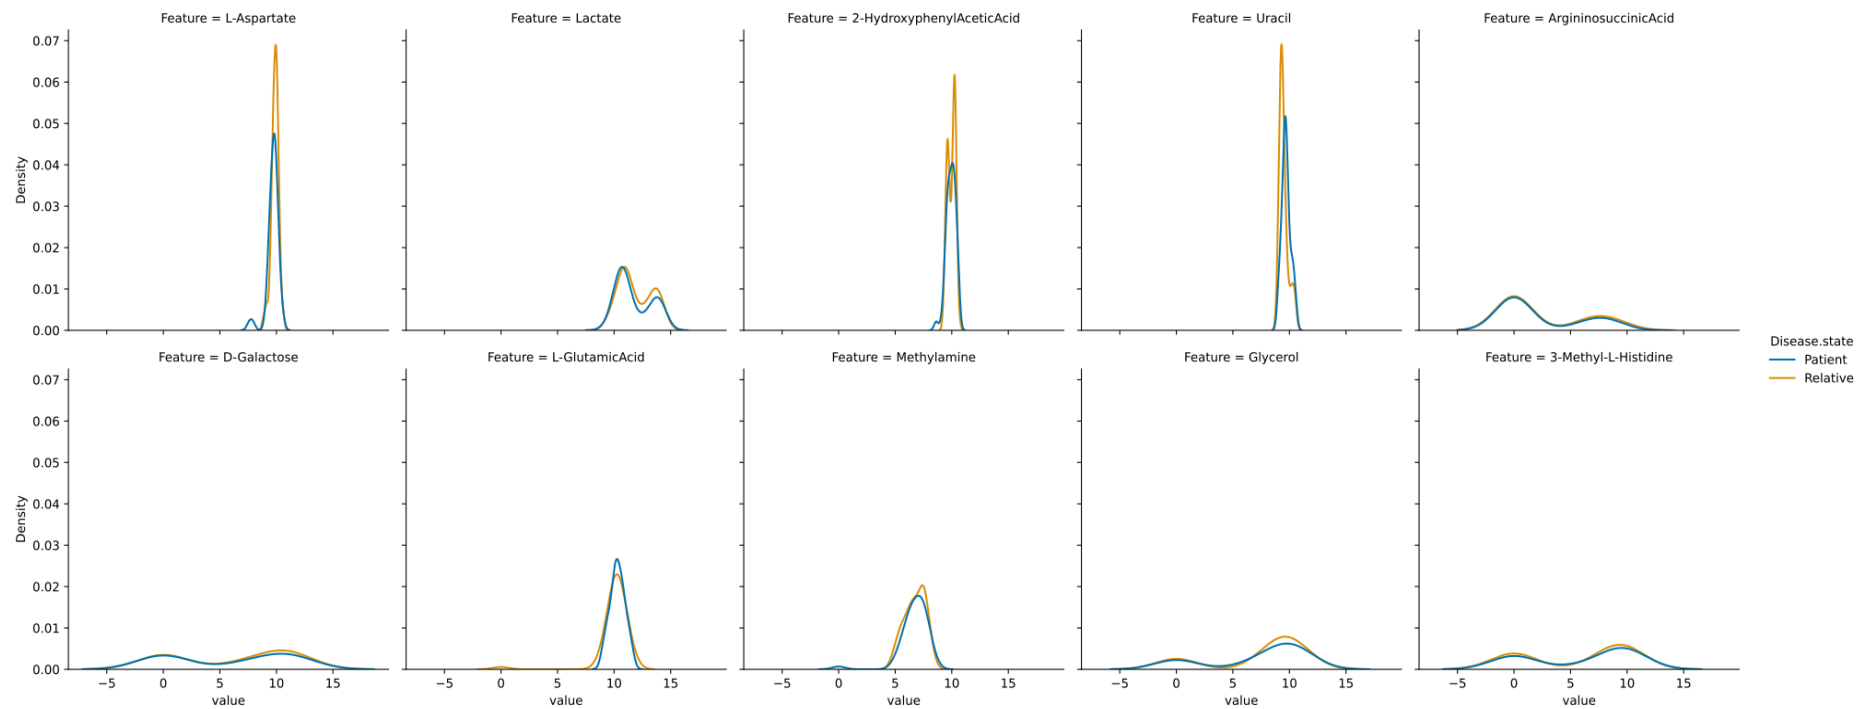 Feature = L-Aspartate
Feature = Lactate
Feature = 2-HydroxyphenylAceticAcid
Feature = Uracil
Feature = ArgininosuccinicAcid
0.07
0.06
0.05
0.04
0.03
0.02
0.01
0.00
Density
Feature = D-Galactose
Feature = L-GlutamicAcid
Feature = Methylamine
Feature = Glycerol
Feature = 3-Methyl-L-Histidine
0.07
0.06
0.05
0.04
0.03
0.02
0.01
0.00
Density
−5 0 5 10 15
−5 0 5 10 15
−5 0 5 10 15
−5 0 5 10 15
−5 0 5 10 15
value
value
value
value
value
Disease.state
Patient
Relative